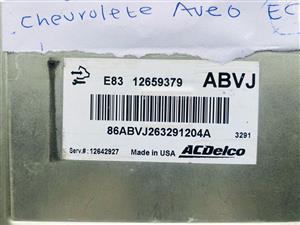 chevrolete Aveo EC
E83 12659379 ABVJ
86ABVJ263291204A
3291
Serv.#: 12642927 Made in USA ACDelco